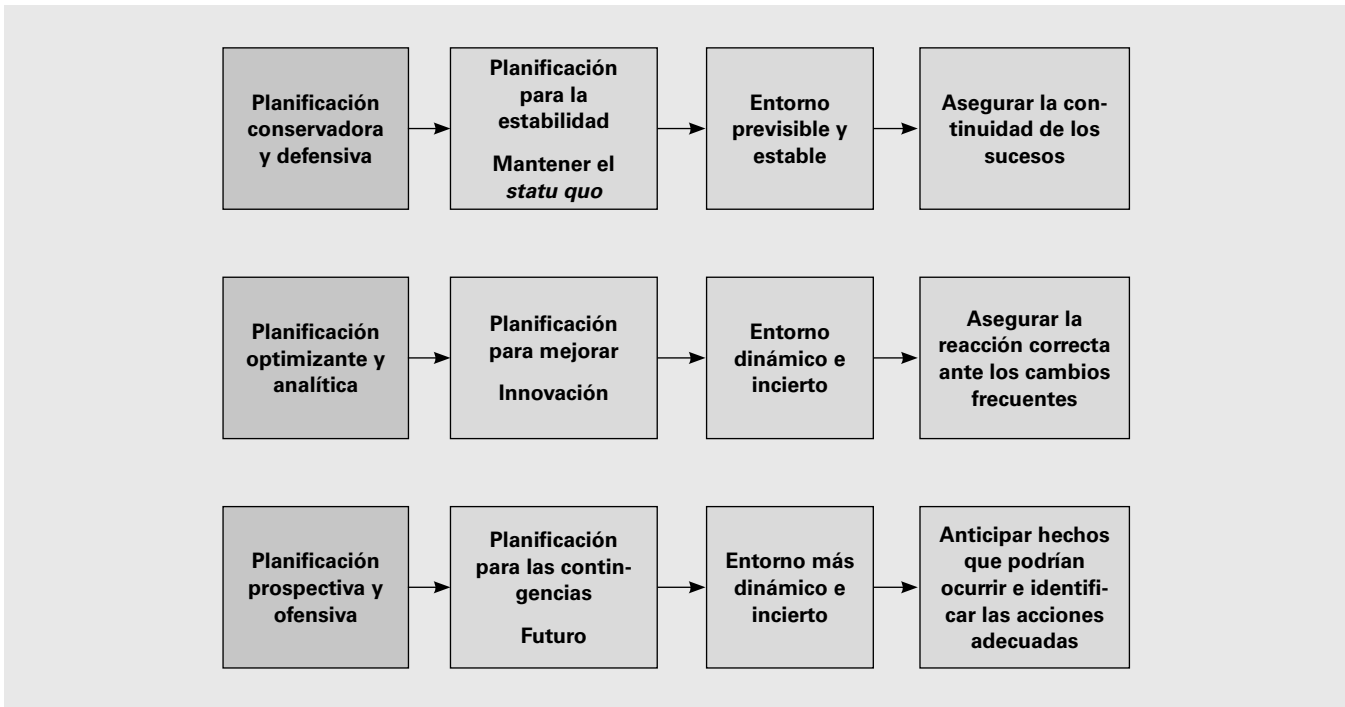 Planificación
conservadora
y defensiva
Planificación
para la
estabilidad
Mantener el
statu quo
Entorno
previsible y
estable
Asegurar la con-
tinuidad de los
sucesos
Planificación
optimizante y
analítica
Planificación
para mejorar
Innovación
Entorno
dinámico e
incierto
Asegurar la
reacción correcta
ante los cambios
frecuentes
Planificación
prospectiva y
ofensiva
Planificación
para las contin-
gencias
Futuro
Entorno más
dinámico e
incierto
Anticipar hechos
que podrían
ocurrir e identifi-
car las acciones
adecuadas